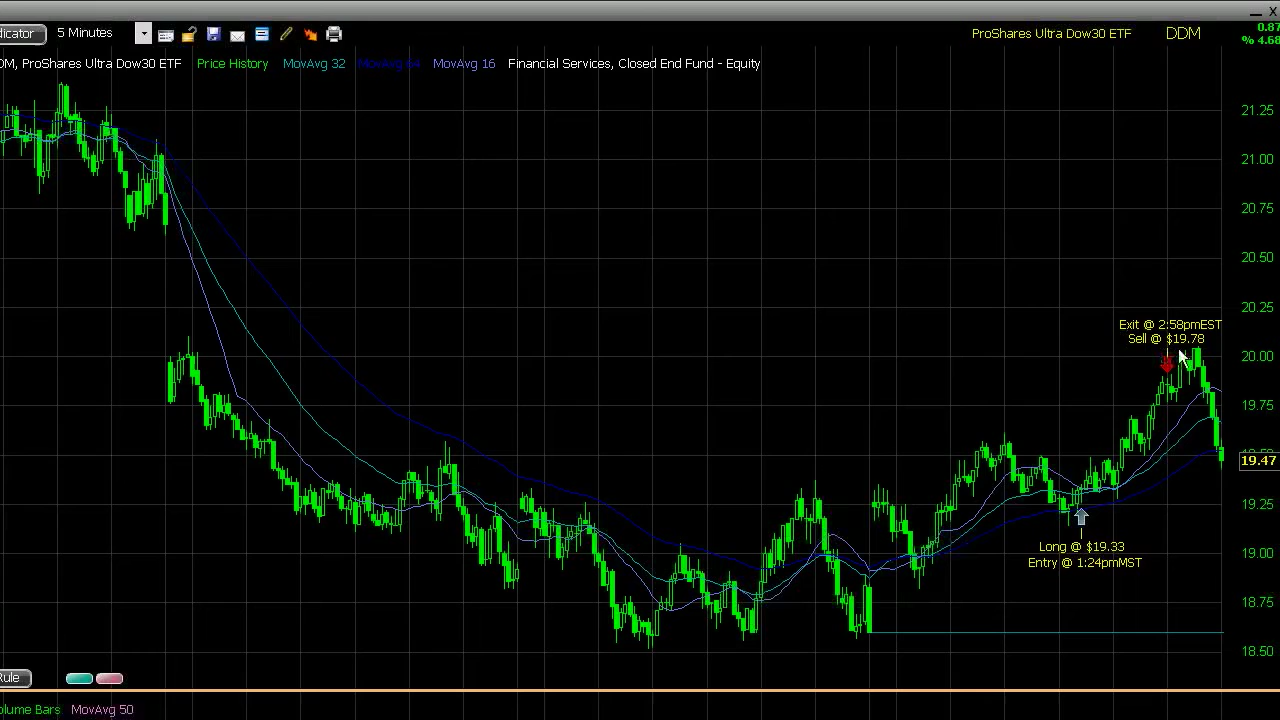 dicator
5 Minutes
ProShares Ultra Dow30 ETF
DDM
0.87
% 4.68
DM, ProShares Ultra Dow30 ETF
Price History
MovAvg 32
MovAvg 64
MovAvg 16
Financial Services, Closed End Fund - Equity
21.25
21.00
20.75
20.50
20.25
Exit @ 2:58pmEST
Sell @ $19.78
20.00
19.75
19.47
19.25
Long @ $19.33
19.00
Entry @ 1:24pmMST
18.75
18.50
Rule
olume Bars
MovAvg 50